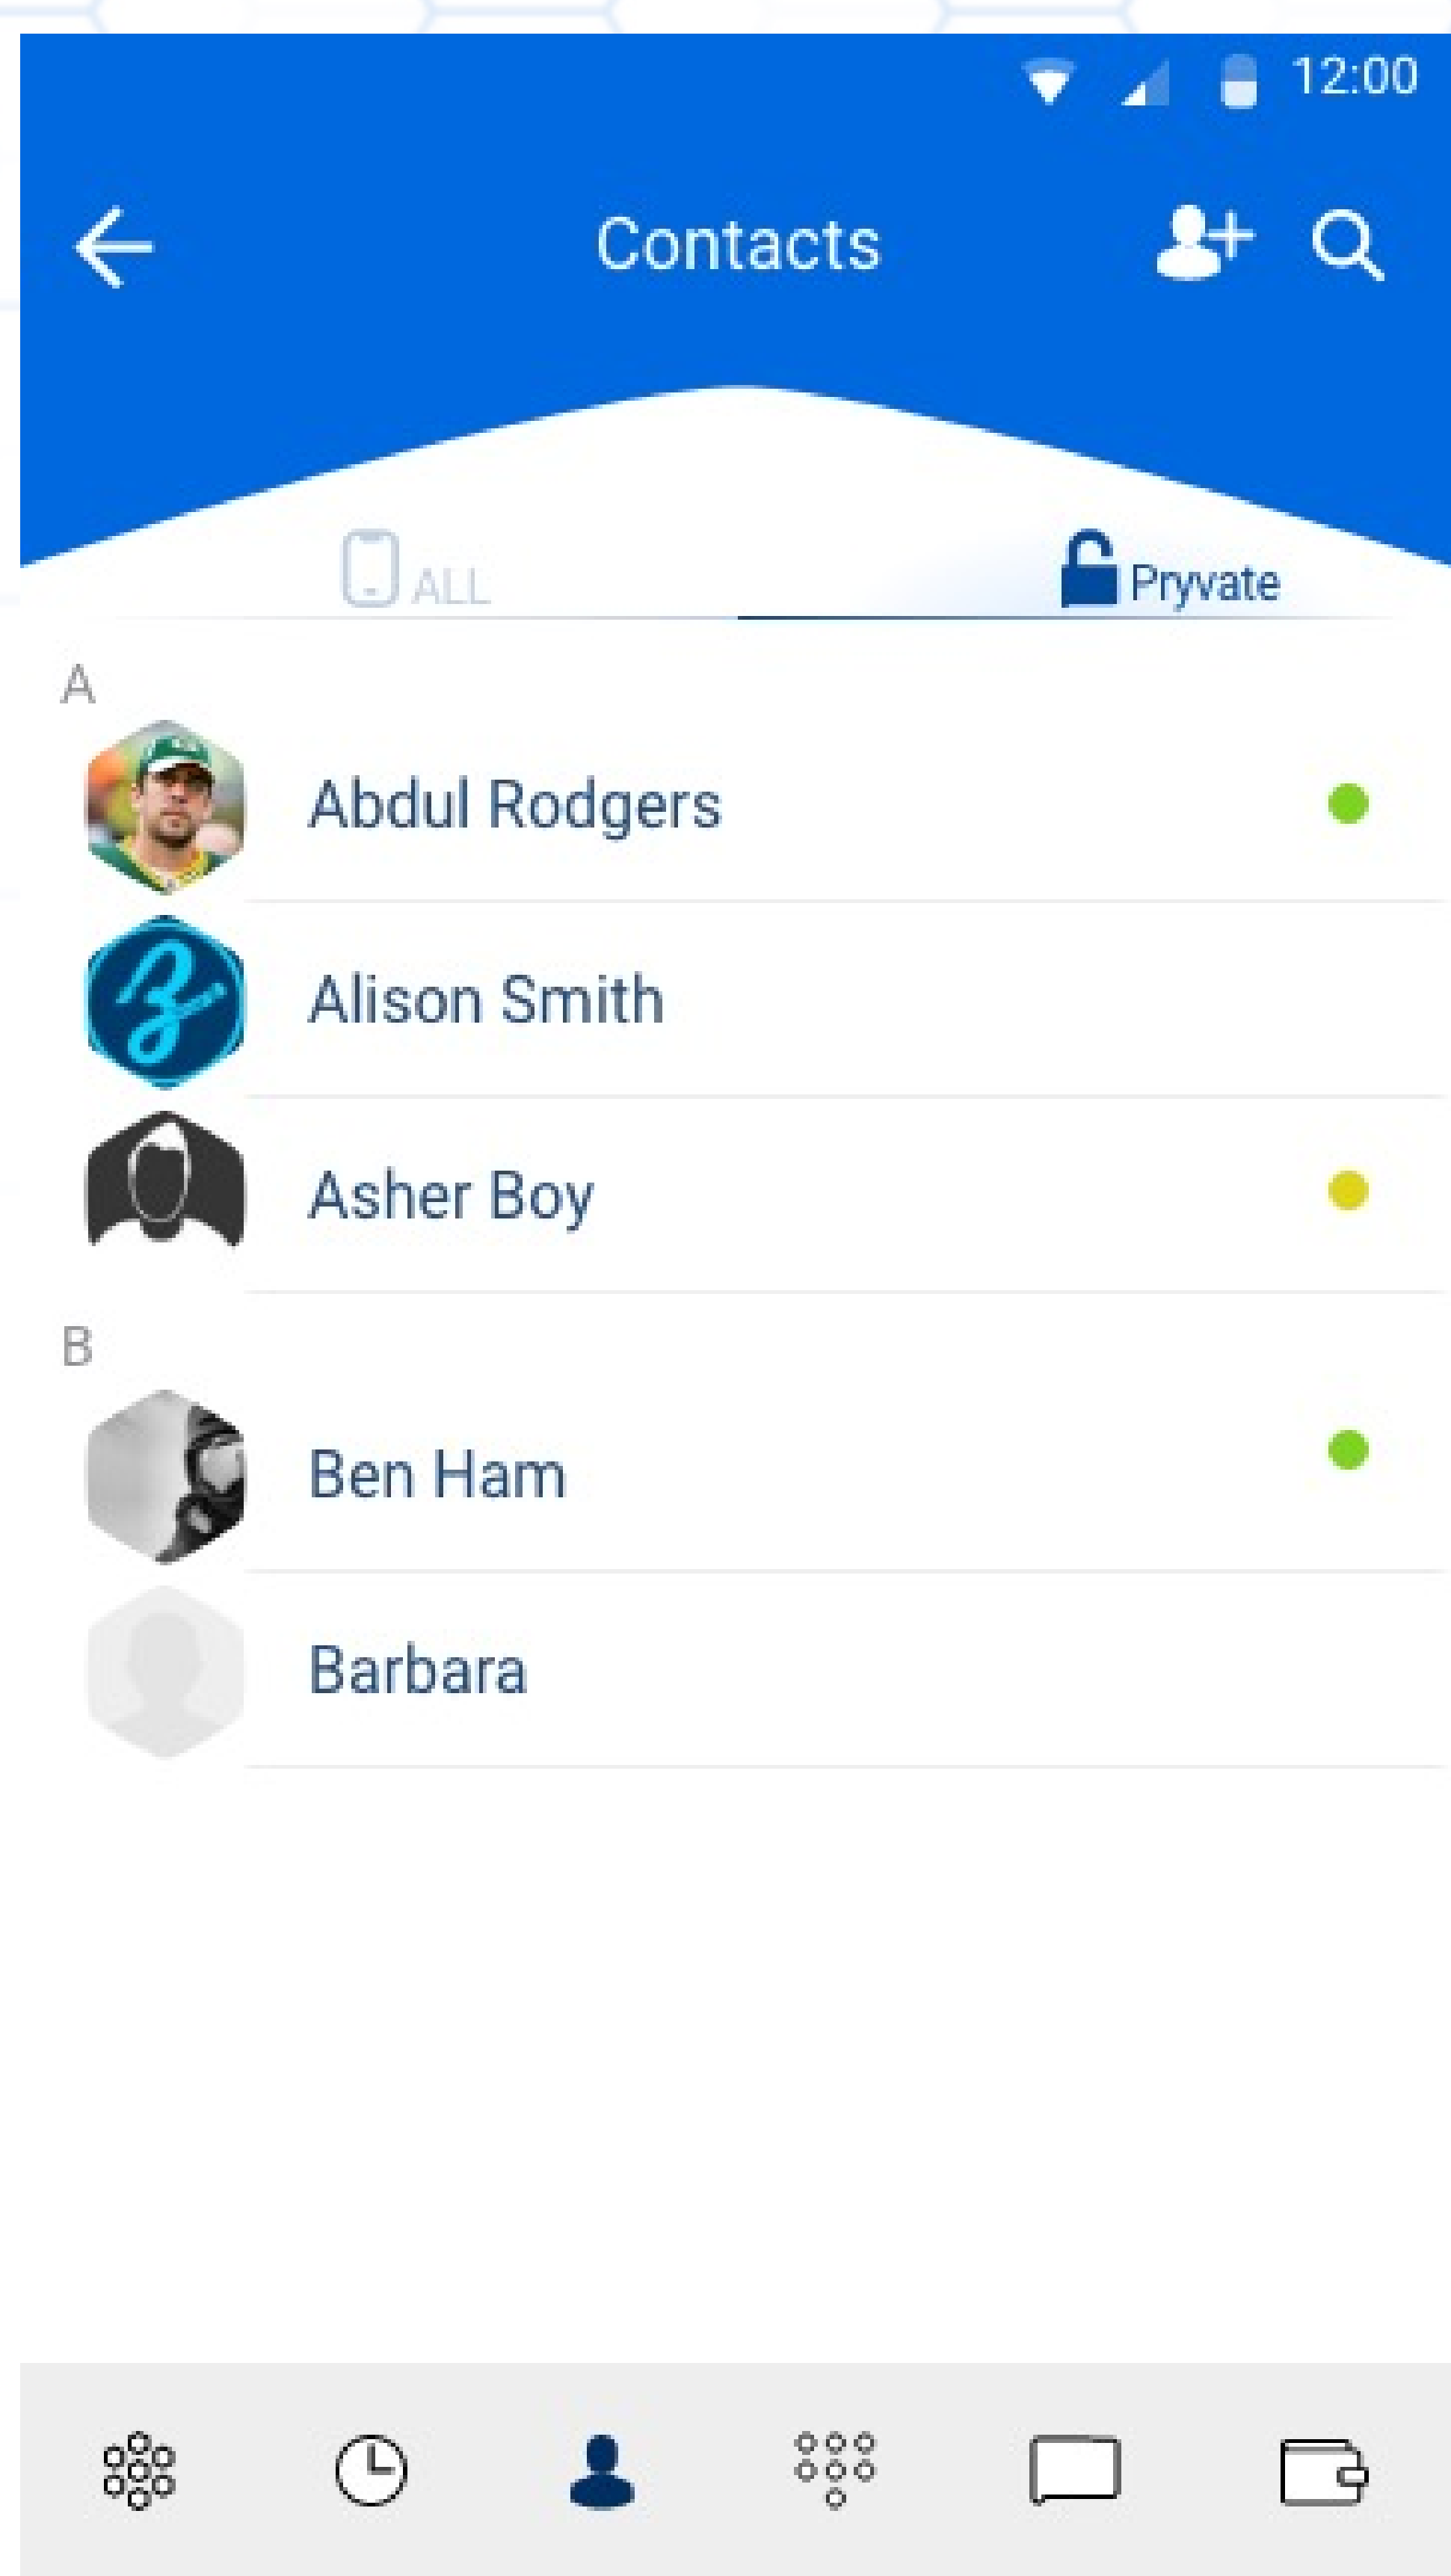 12:00
Contacts
ALL
Pryvate
A
Abdul Rodgers
Alison Smith
Asher Boy
B
Ben Ham
Barbara